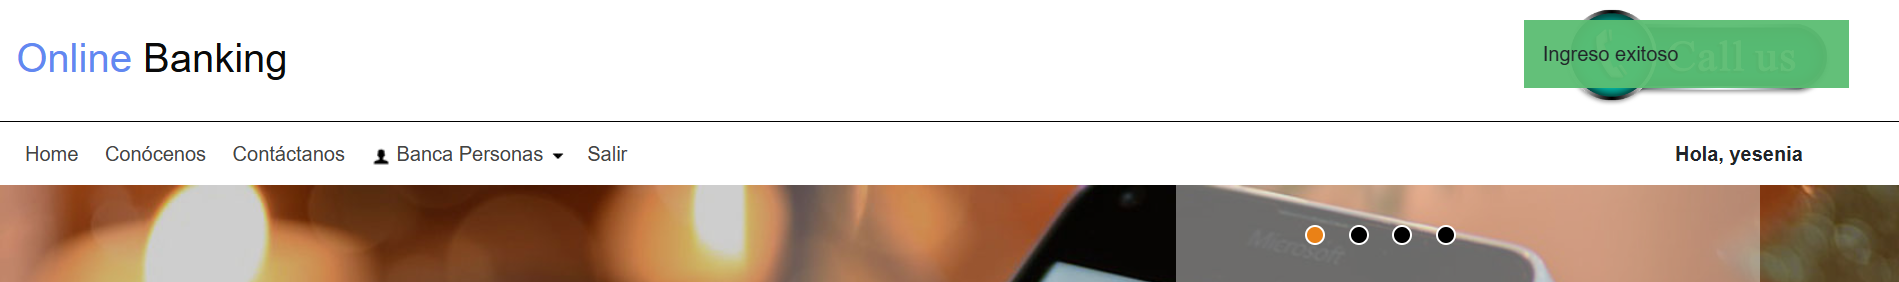 Online Banking
Ingreso exitoso
Call us
Home Conócenos Contáctanos Banca Personas Salir
Hola, yesenia
Microsoft